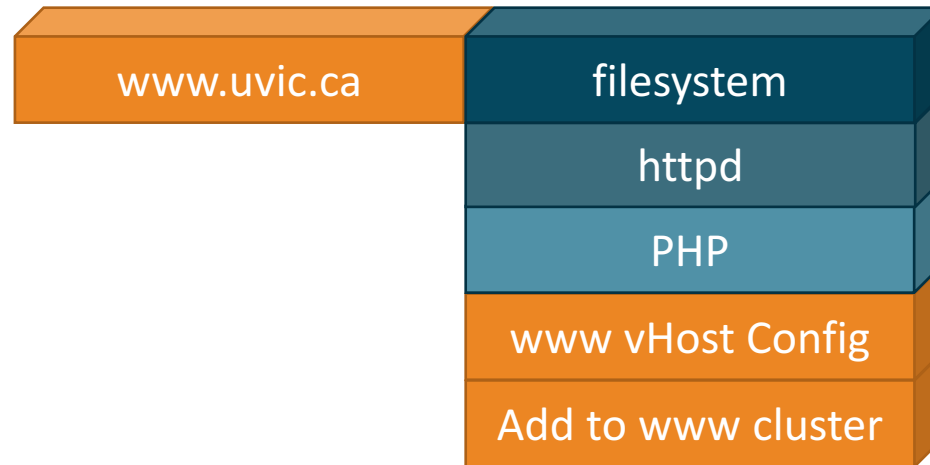 www.uvic.ca
filesystem
httpd
PHP
www vHost Config
Add to www cluster